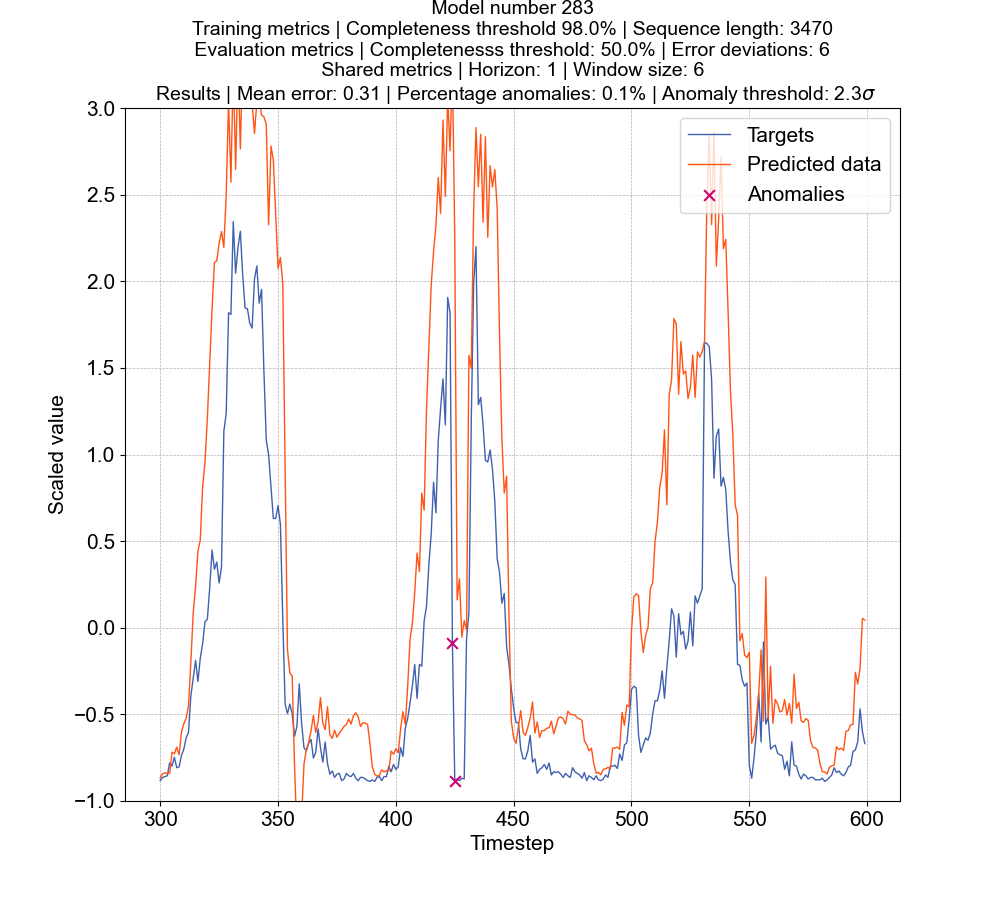 Model number 283
Training metrics | Completeness threshold 98.0% | Sequence length: 3470
Evaluation metrics | Completenesss threshold: 50.0% | Error deviations: 6
Shared metrics | Horizon: 1 | Window size: 6
Results | Mean error: 0.31 | Percentage anomalies: 0.1% | Anomaly threshold: 2.3σ
Targets
Predicted data
Anomalies
3.0
2.5
2.0
1.5
1.0
0.5
0.0
−0.5
−1.0
Scaled value
300 350 400 450 500 550 600
Timestep